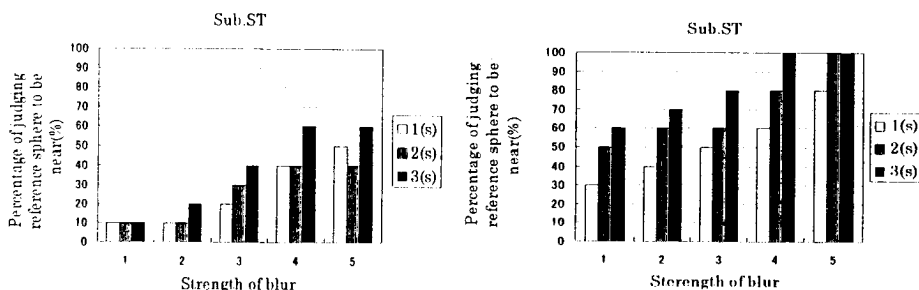 Sub.ST
Percentage of judging
reference sphere to be
near(%)
100
90
80
70
60
50
40
30
20
10
0
1
2
3
4
5
Strength of blur
1(s)
2(s)
3(s)
Sub.ST
Percentage of judging
reference sphere to be
near(%)
100
90
80
70
60
50
40
30
20
10
0
1
2
3
4
5
Sterength of blur
1(s)
2(s)
3(s)